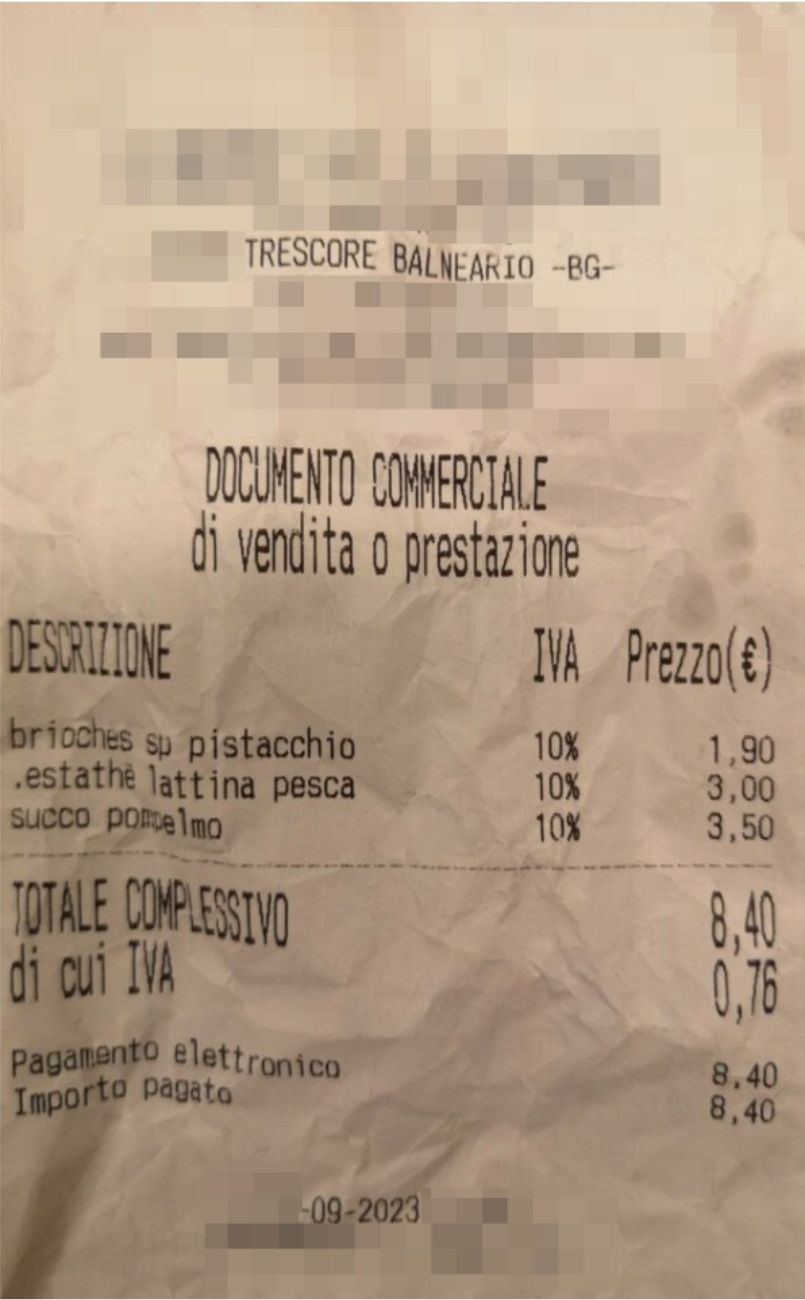 TRESCORE BALNEARIO -BG-
DOCUMENTO COMMERCIALE
di vendita o prestazione
DESCRIZIONE IVA Prezzo(€)
brioches sp pistacchio 10% 1,90
.estathè lattina pesca 10% 3,00
succo pompelmo 10% 3,50
TOTALE COMPLESSIVO 8,40
di cui IVA 0,76
Pagamento elettronico 8,40
Importo pagato 8,40
-09-2023